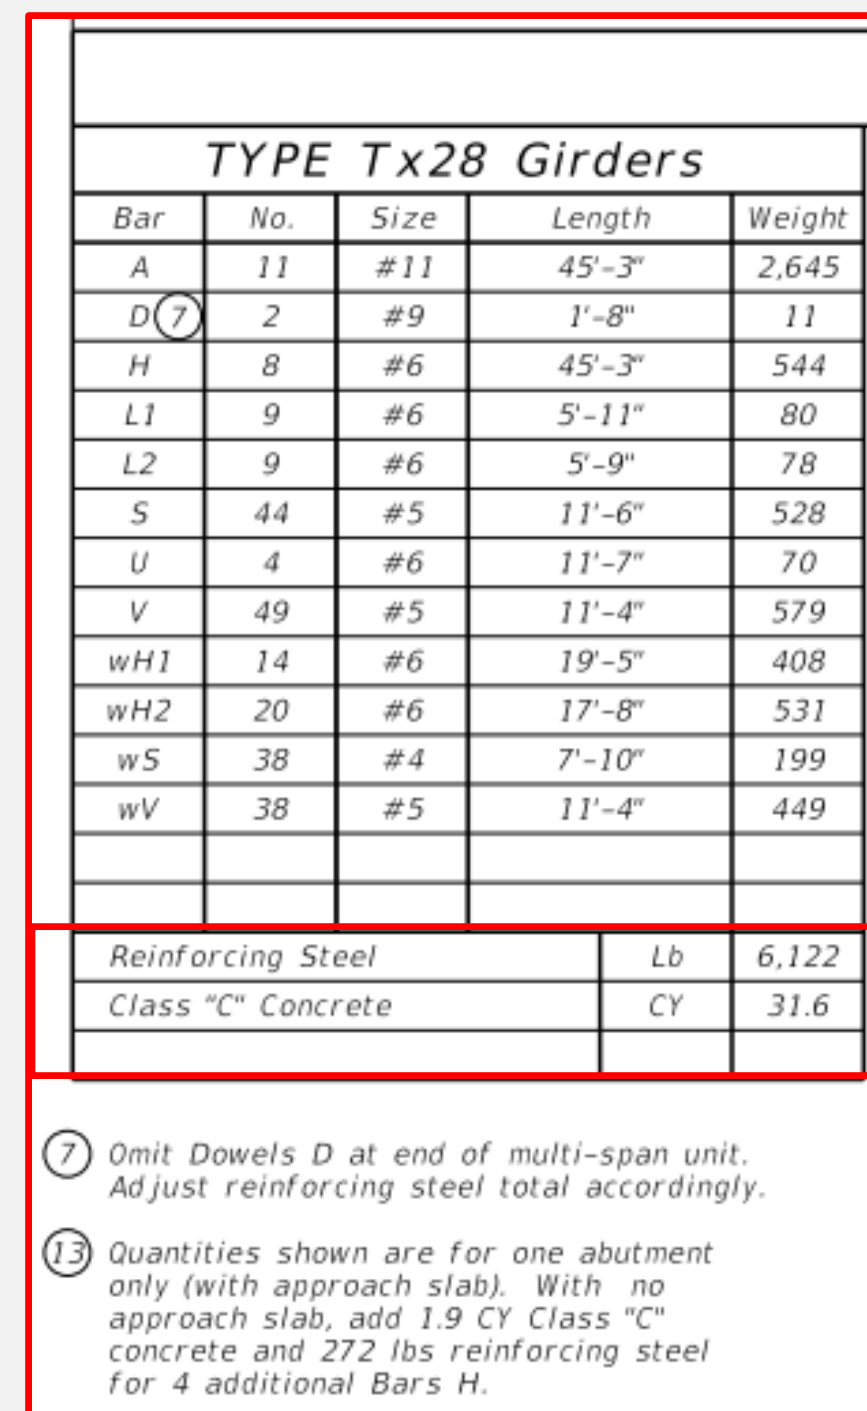 TYPE Tx28 Girders
Bar No. Size Length Weight
A 11 #11 45'-3" 2,645
D 7 2 #9 1'-8" 11
H 8 #6 45'-3" 544
L1 9 #6 5'-11" 80
L2 9 #6 5'-9" 78
S 44 #5 11'-6" 528
U 4 #6 11'-7" 70
V 49 #5 11'-4" 579
wH1 14 #6 19'-5" 408
wH2 20 #6 17'-8" 531
wS 38 #4 7'-10" 199
wV 38 #5 11'-4" 449
Reinforcing Steel Lb 6,122
Class "C" Concrete CY 31.6
7 Omit Dowels D at end of multi-span unit.
Adjust reinforcing steel total accordingly.
13 Quantities shown are for one abutment
only (with approach slab). With no
approach slab, add 1.9 CY Class "C"
concrete and 272 lbs reinforcing steel
for 4 additional Bars H.